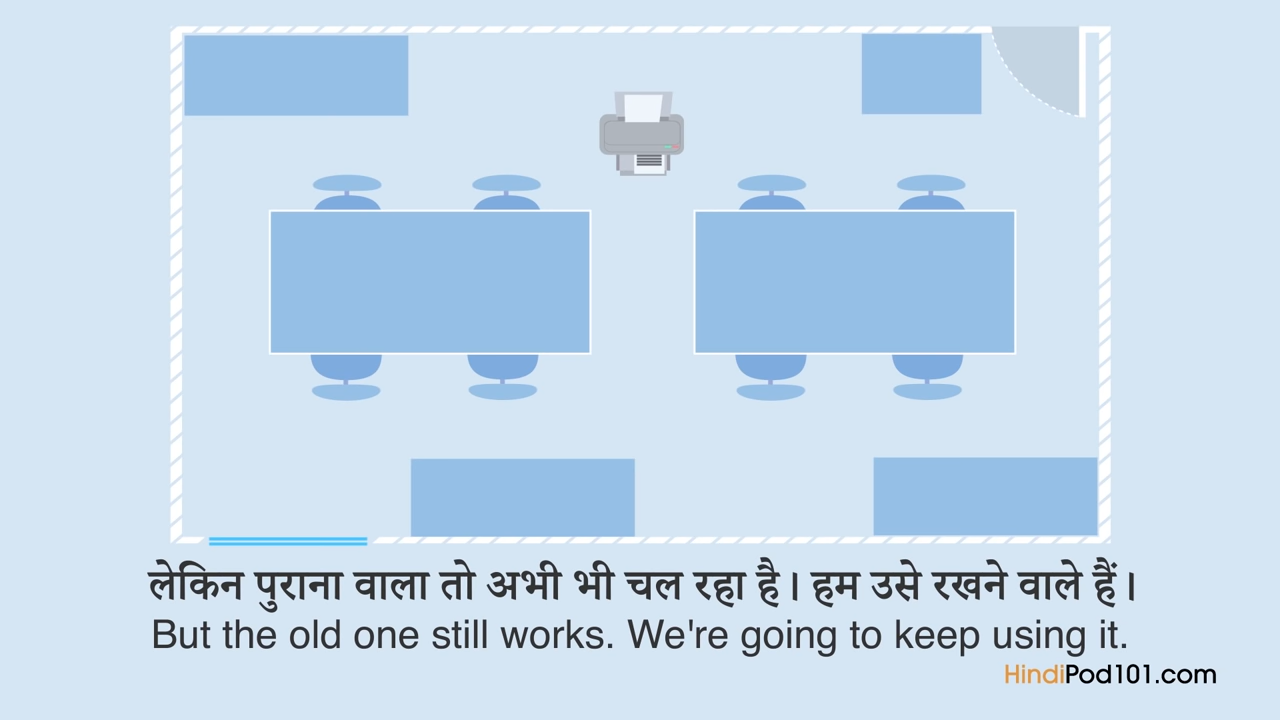 लेकिन पुराना वाला तो अभी भी चल रहा है। हम उसे रखने वाले हैं।
But the old one still works. We're going to keep using it.
HindiPod101.com